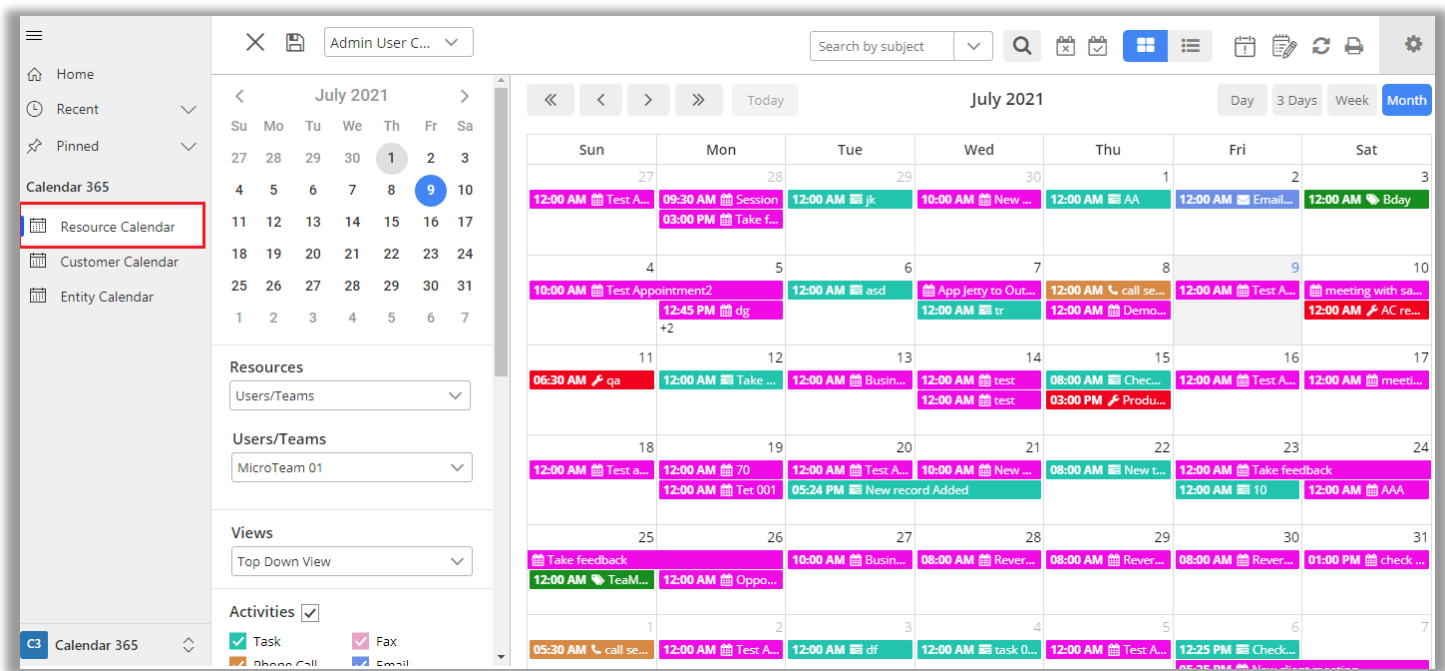 Home
Recent
Pinned
Calendar 365
Resource Calendar
Customer Calendar
Entity Calendar
C3 Calendar 365
Admin User C...
Search by subject
July 2021
Su Mo Tu We Th Fr Sa
27 28 29 30 1 2 3
4 5 6 7 8 9 10
11 12 13 14 15 16 17
18 19 20 21 22 23 24
25 26 27 28 29 30 31
1 2 3 4 5 6 7
Resources
Users/Teams
Users/Teams
MicroTeam 01
Views
Top Down View
Activities
Task Fax
Phone Call Email
Today
July 2021
Day 3 Days Week Month
Sun Mon Tue Wed Thu Fri Sat
27 28 29 30 1 2 3
12:00 AM Test A... 09:30 AM Session 12:00 AM jk 10:00 AM New ... 12:00 AM AA 12:00 AM Email... 12:00 AM Bday
03:00 PM Take f...
4 5 6 7 8 9 10
10:00 AM Test Appointment2 12:00 AM asd App Jetty to Out... 12:00 AM call se... 12:00 AM Test A... meeting with sa...
12:45 PM dg 12:00 AM tr 12:00 AM Demo... 12:00 AM AC re...
+2
11 12 13 14 15 16 17
06:30 AM qa 12:00 AM Take ... 12:00 AM Busin... 12:00 AM test 08:00 AM Chec... 12:00 AM Test A... 12:00 AM meeti...
12:00 AM test 03:00 PM Produ...
18 19 20 21 22 23 24
12:00 AM Test a... 12:00 AM 70 12:00 AM Test A... 10:00 AM New ... 08:00 AM New t... 12:00 AM Take feedback
12:00 AM Tet 001 05:24 PM New record Added 12:00 AM 10 12:00 AM AAA
25 26 27 28 29 30 31
Take feedback 10:00 AM Busin... 08:00 AM Rever... 08:00 AM Rever... 08:00 AM Rever... 01:00 PM check ...
12:00 AM TeaM... 12:00 AM Oppo...
1 2 3 4 5 6 7
05:30 AM call se... 12:00 AM Test A... 12:00 AM df 12:00 AM task 0... 12:00 AM Test A... 12:25 PM Check...
05:25 PM New client meeting